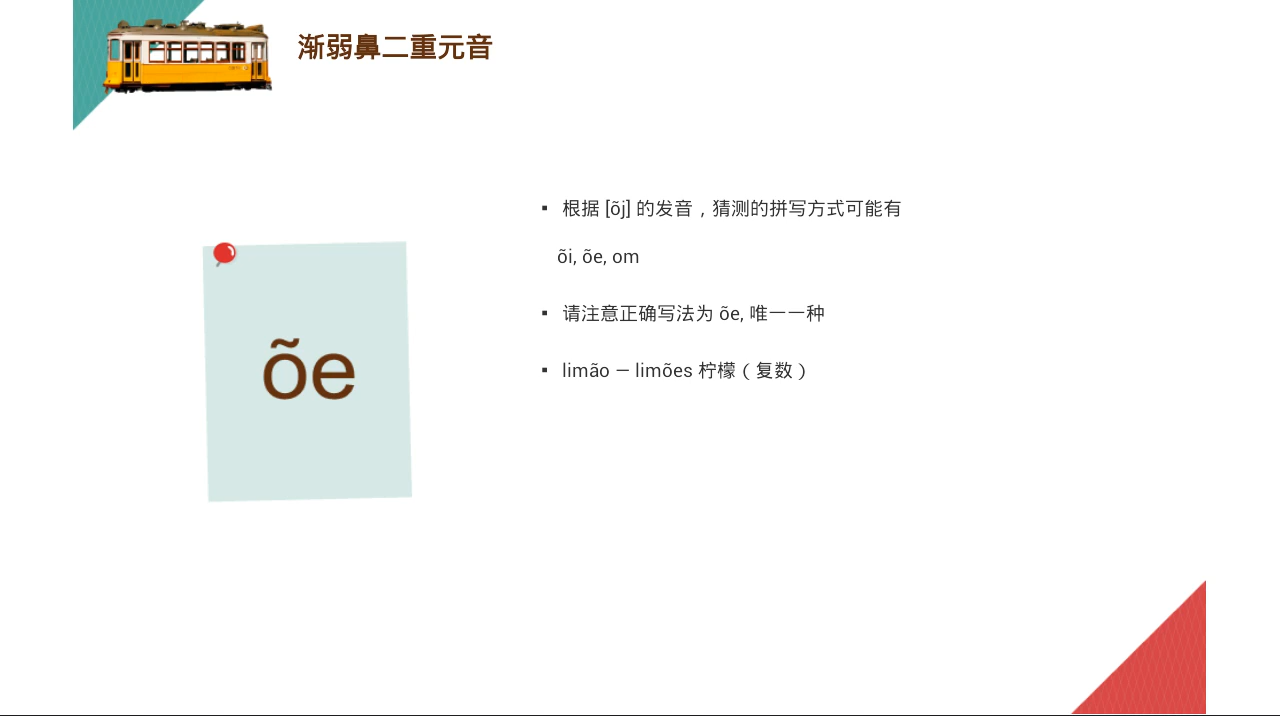 渐弱鼻二重元音
▪ 根据 [õj] 的发音，猜测的拼写方式可能有
õi, õe, om
▪ 请注意正确写法为 õe, 唯一一种
▪ limão — limões 柠檬（复数）
õe